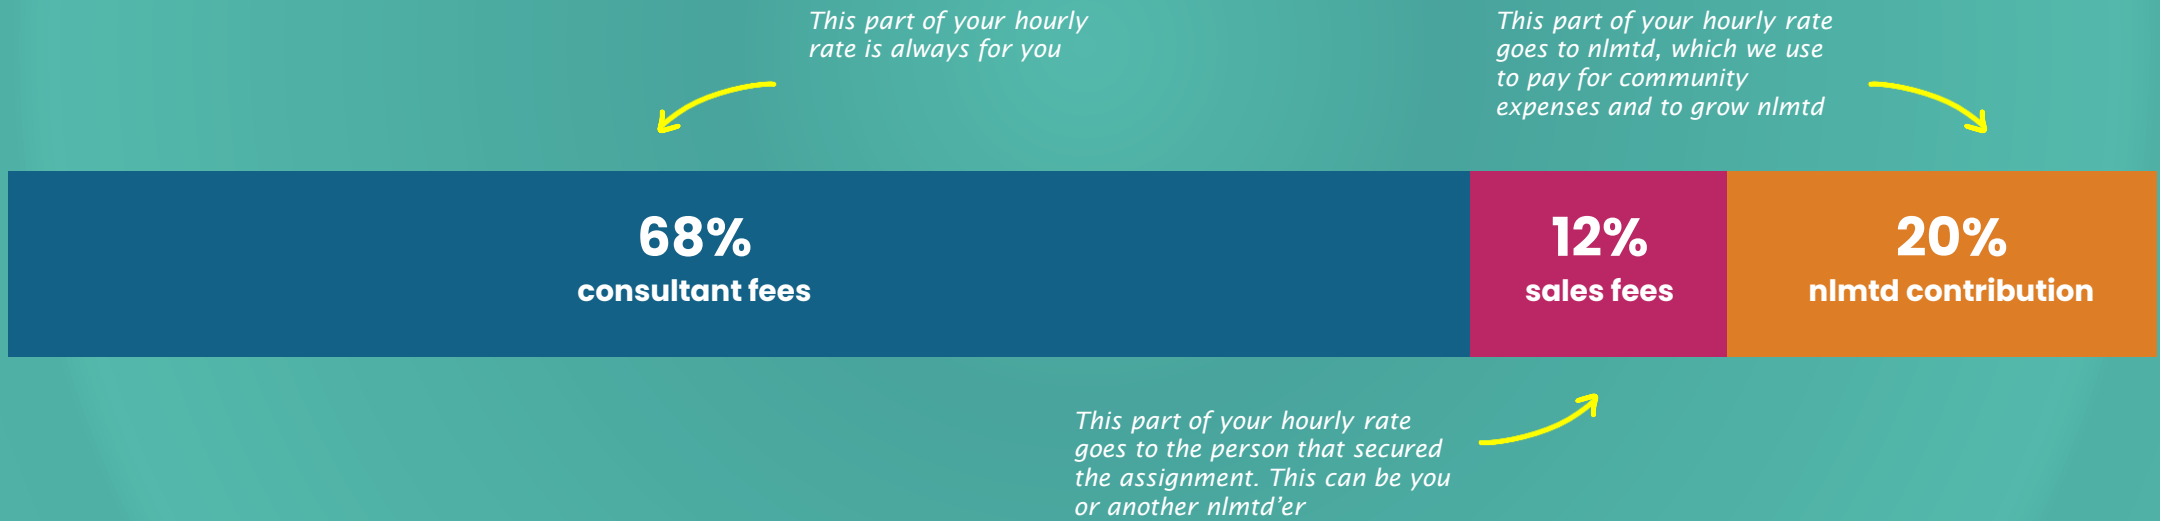 This part of your hourly
rate is always for you
This part of your hourly rate
goes to nlmtd, which we use
to pay for community
expenses and to grow nlmtd
68%
consultant fees
12%
sales fees
20%
nlmtd contribution
This part of your hourly rate
goes to the person that secured
the assignment. This can be you
or another nlmtd’er